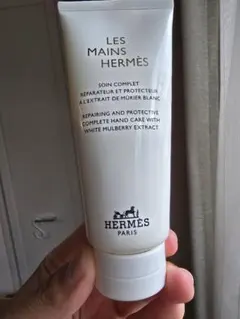 LES
MAINS
HERMÈS
SOIN COMPLET
RÉPARATEUR ET PROTECTEUR
À L'EXTRAIT DE MÛRIER BLANC
REPAIRING AND PROTECTIVE
COMPLETE HAND CARE WITH
WHITE MULBERRY EXTRACT
HERMÈS
PARIS